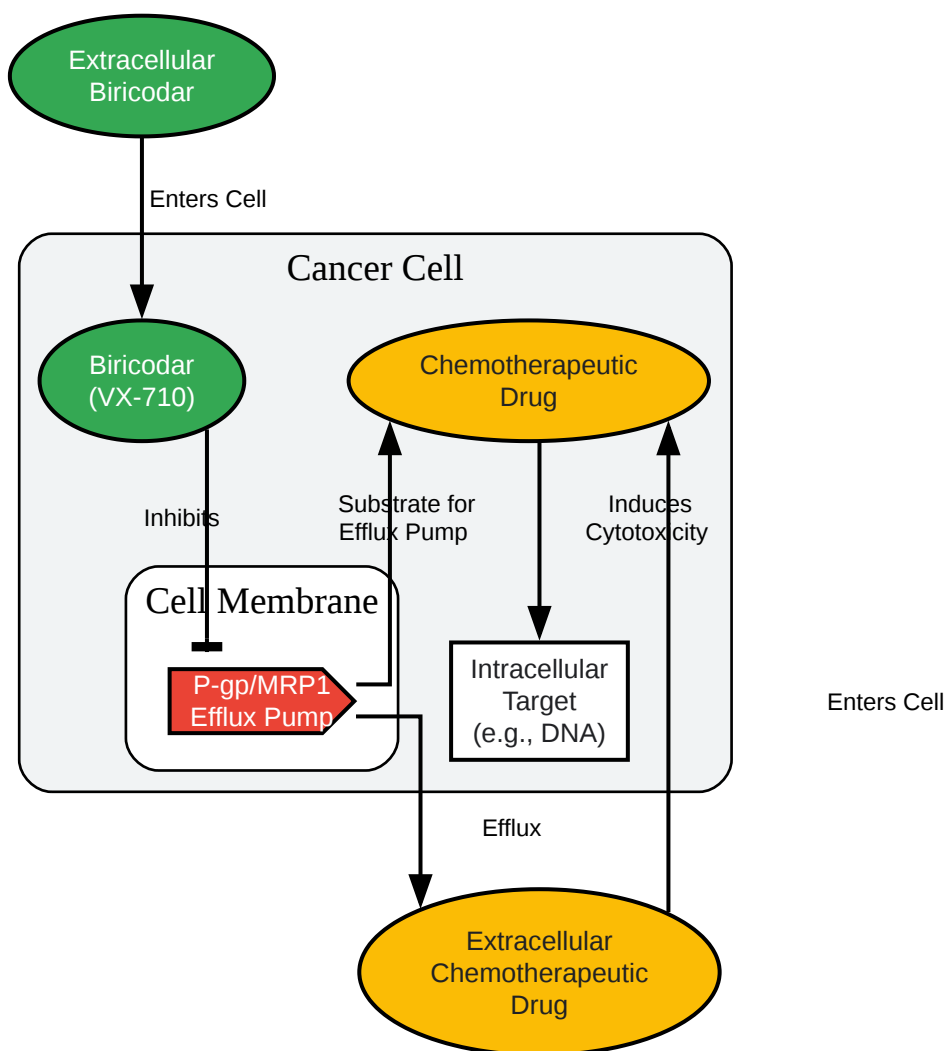 Extracellular
Biricodar
Enters Cell
Cancer Cell
Biricodar
(VX-710)
Chemotherapeutic
Drug
Inhibits
Substrate for
Efflux Pump
Induces
Cytotoxicity
Cell Membrane
P-gp/MRP1
Efflux Pump
Intracellular
Target
(e.g., DNA)
Enters Cell
Efflux
Extracellular
Chemotherapeutic
Drug